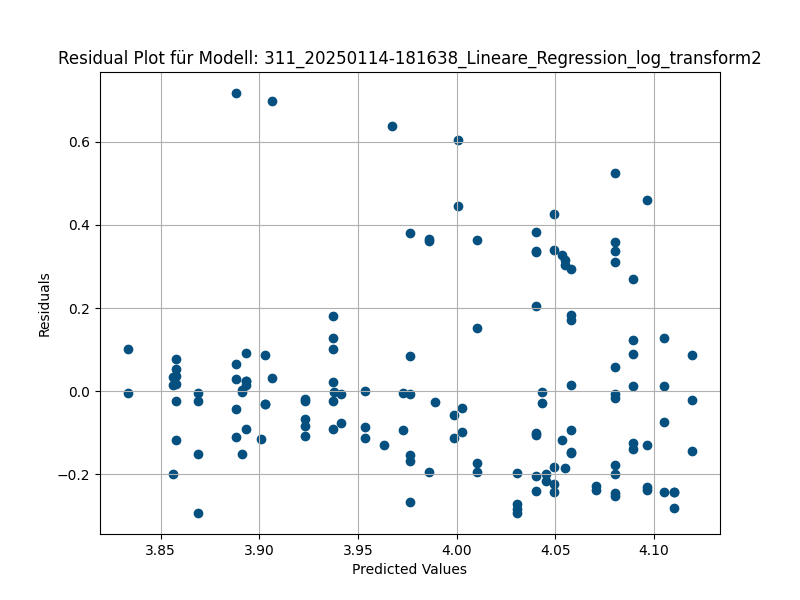 Residual Plot für Modell: 311_20250114-181638_Lineare_Regression_log_transform2
Residuals
0.6
0.4
0.2
0.0
−0.2
3.85 3.90 3.95 4.00 4.05 4.10
Predicted Values